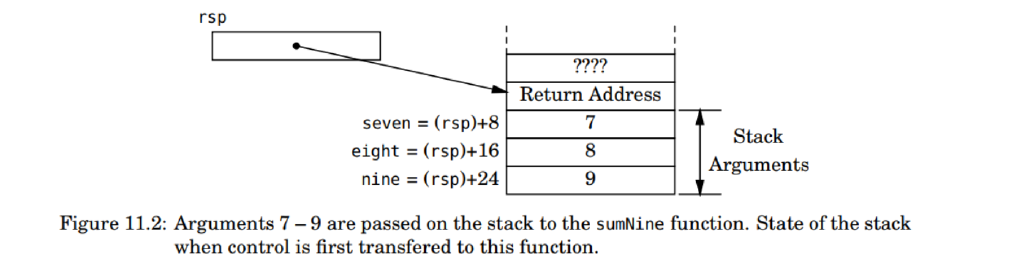 rsp
????
Return Address
seven = (rsp)+8 7
eight = (rsp)+16 8
nine = (rsp)+24 9
Stack
Arguments
Figure 11.2: Arguments 7 – 9 are passed on the stack to the sumNine function. State of the stack
when control is first transfered to this function.